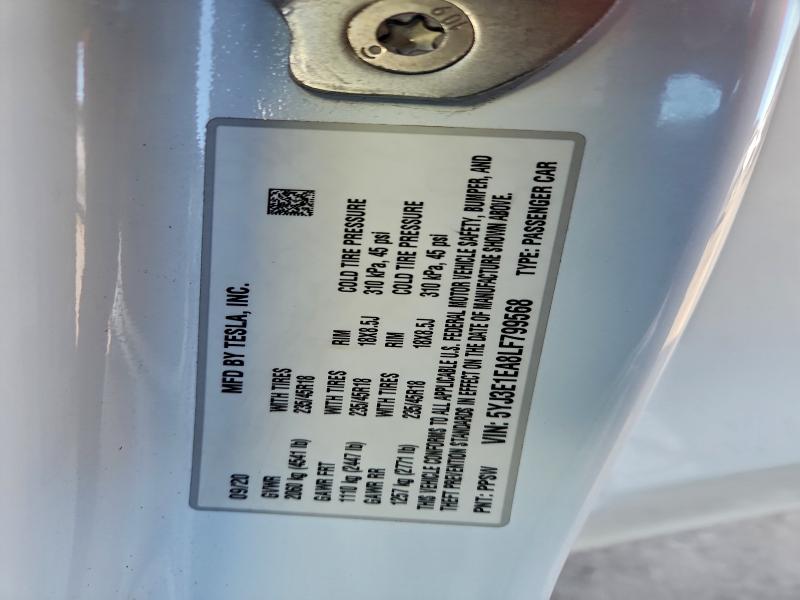 109
MFD BY TESLA, INC.
09/20
GVWR WITH TIRES RIM COLD TIRE PRESSURE
2060 kg (4541 lb) 235/45R18 18X8.5J 310 kPa, 45 psi
GAWR FRT WITH TIRES RIM COLD TIRE PRESSURE
1110 kg (2447 lb) 235/45R18 18X8.5J 310 kPa, 45 psi
GAWR RR
1257 kg (2771 lb)
THIS VEHICLE CONFORMS TO ALL APPLICABLE U.S. FEDERAL MOTOR VEHICLE SAFETY, BUMPER, AND
THEFT PREVENTION STANDARDS IN EFFECT ON THE DATE OF MANUFACTURE SHOWN ABOVE.
PNT: PPSW VIN: 5YJ3E1EA8LF799568 TYPE: PASSENGER CAR